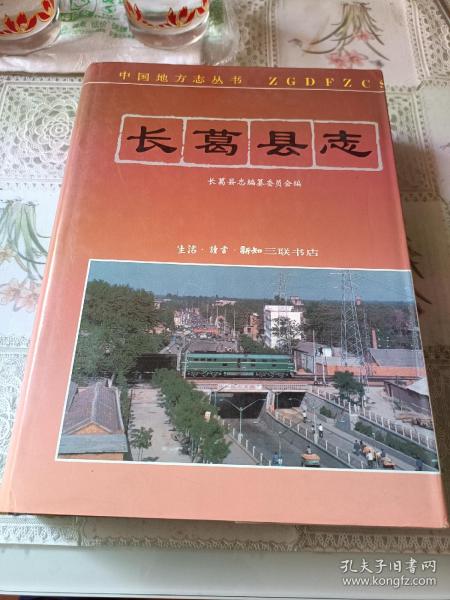 中国地方志丛书 ZGDFZCS
长葛县志
长葛县志编纂委员会编
生活·读书·新知三联书店
孔夫子旧书网
www.kongfz.com